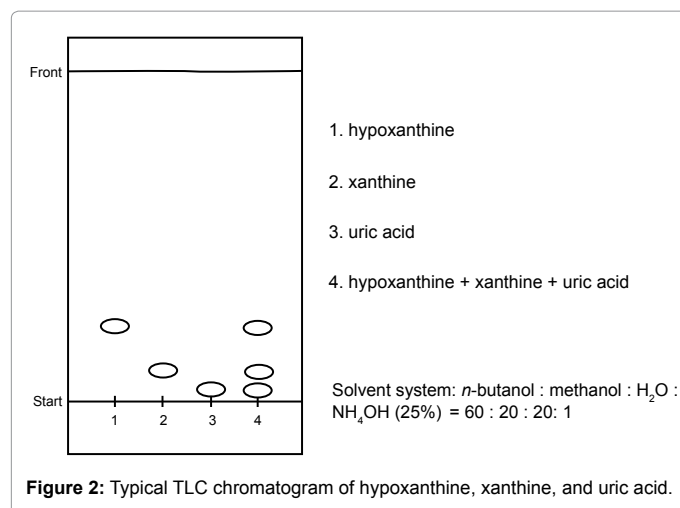 Front
1. hypoxanthine
2. xanthine
3. uric acid
4. hypoxanthine + xanthine + uric acid
Start
1 2 3 4
Solvent system: n-butanol : methanol : H₂O :
NH₄OH (25%) = 60 : 20 : 20: 1
Figure 2: Typical TLC chromatogram of hypoxanthine, xanthine, and uric acid.